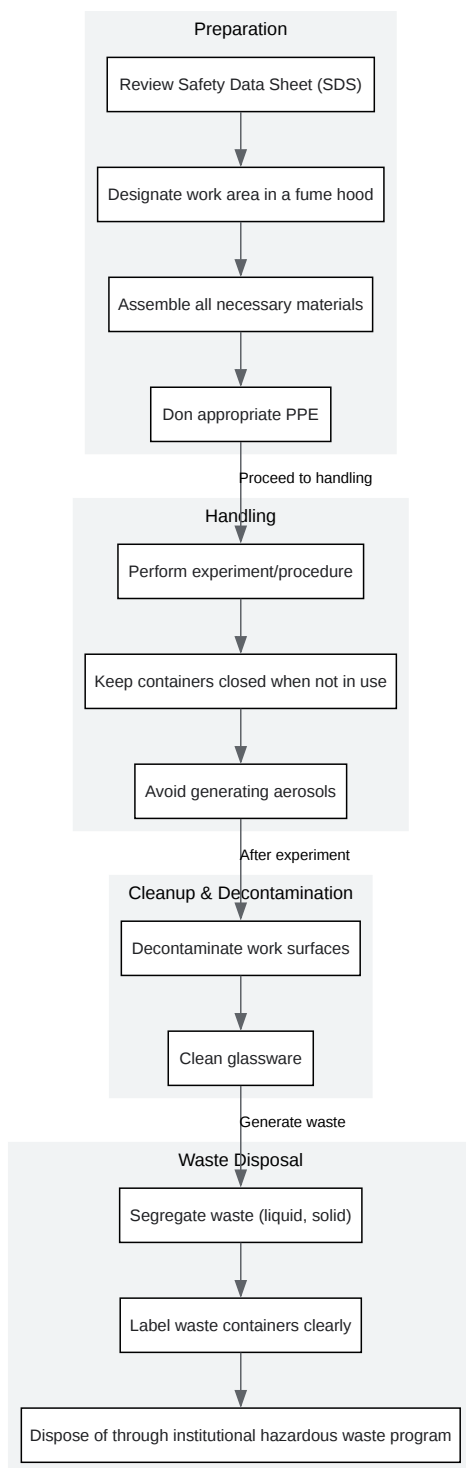 Preparation
Review Safety Data Sheet (SDS)
Designate work area in a fume hood
Assemble all necessary materials
Don appropriate PPE
Proceed to handling
Handling
Perform experiment/procedure
Keep containers closed when not in use
Avoid generating aerosols
After experiment
Cleanup & Decontamination
Decontaminate work surfaces
Clean glassware
Generate waste
Waste Disposal
Segregate waste (liquid, solid)
Label waste containers clearly
Dispose of through institutional hazardous waste program